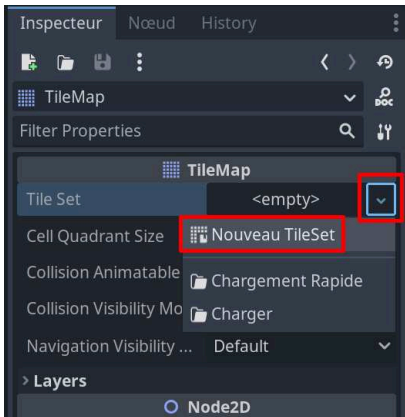 Inspecteur Nœud History
TileMap
Filter Properties
TileMap
Tile Set <empty>
Cell Quadrant Size Nouveau TileSet
Collision Animatable Chargement Rapide
Collision Visibility Mo Charger
Navigation Visibility ... Default
Layers
Node2D